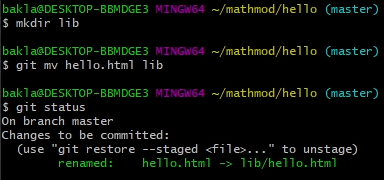 bakla@DESKTOP-BBMDGE3 MINGW64 ~/mathmod/hello (master)
$ mkdir lib
bakla@DESKTOP-BBMDGE3 MINGW64 ~/mathmod/hello (master)
$ git mv hello.html lib
bakla@DESKTOP-BBMDGE3 MINGW64 ~/mathmod/hello (master)
$ git status
On branch master
Changes to be committed:
  (use "git restore --staged <file>..." to unstage)
        renamed:    hello.html -> lib/hello.html